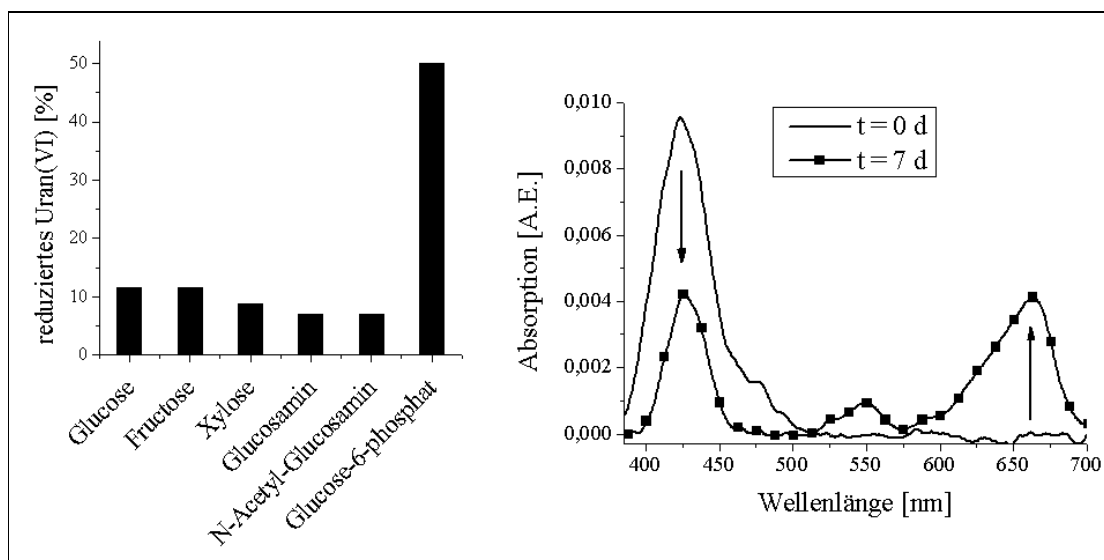 reduziertes Uran(VI) [%]
50
40
30
20
10
0
Glucose
Fructose
Xylose
Glucosamin
N-Acetyl-Glucosamin
Glucose-6-phosphat
Absorption [A.E.]
0,010
0,008
0,006
0,004
0,002
0,000
t = 0 d
t = 7 d
400 450 500 550 600 650 700
Wellenlänge [nm]